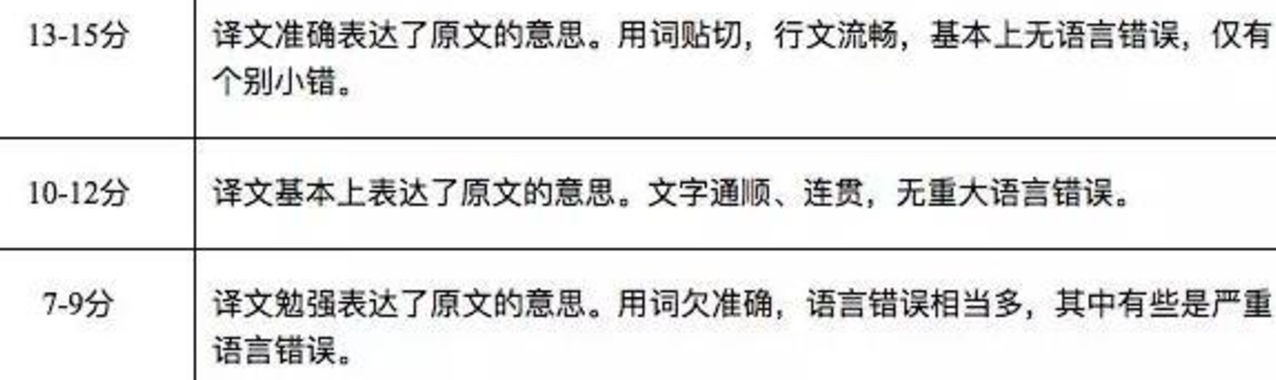 13-15分
译文准确表达了原文的意思。用词贴切，行文流畅，基本上无语言错误，仅有
个别小错。
10-12分
译文基本上表达了原文的意思。文字通顺、连贯，无重大语言错误。
7-9分
译文勉强表达了原文的意思。用词欠准确，语言错误相当多，其中有些是严重
语言错误。